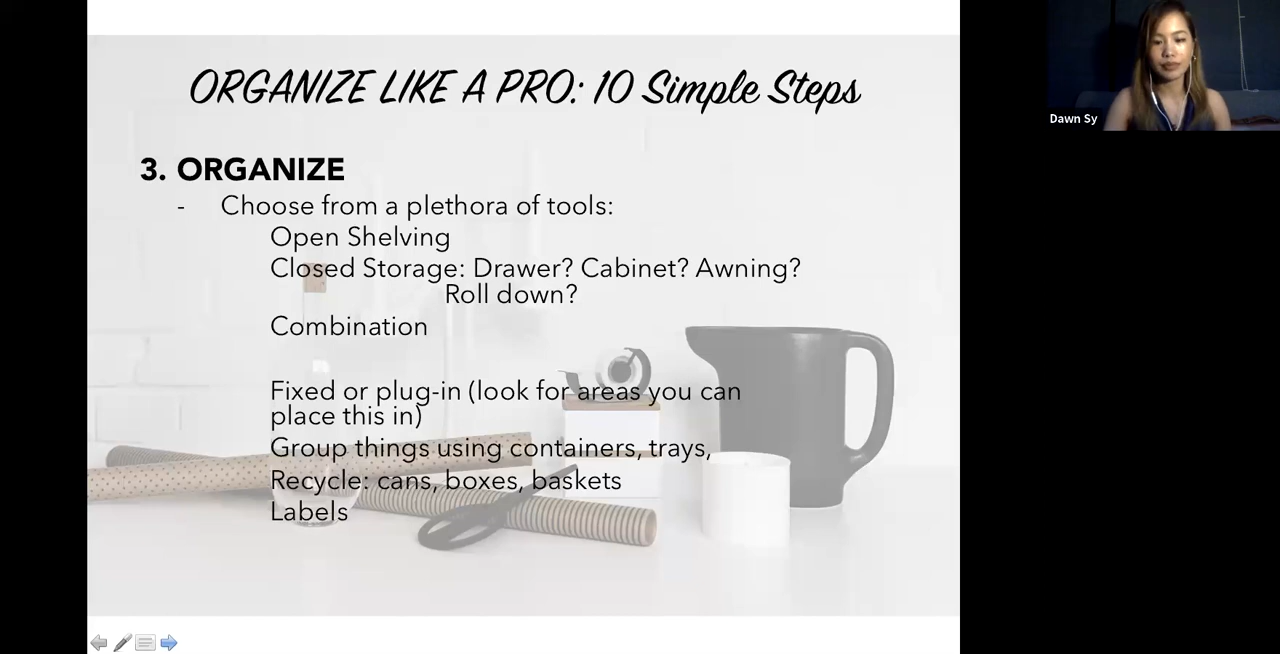 ORGANIZE LIKE A PRO: 10 Simple Steps
3. ORGANIZE
- Choose from a plethora of tools:
Open Shelving
Closed Storage: Drawer? Cabinet? Awning?
Roll down?
Combination
Fixed or plug-in (look for areas you can
place this in)
Group things using containers, trays,
Recycle: cans, boxes, baskets
Labels
Dawn Sy